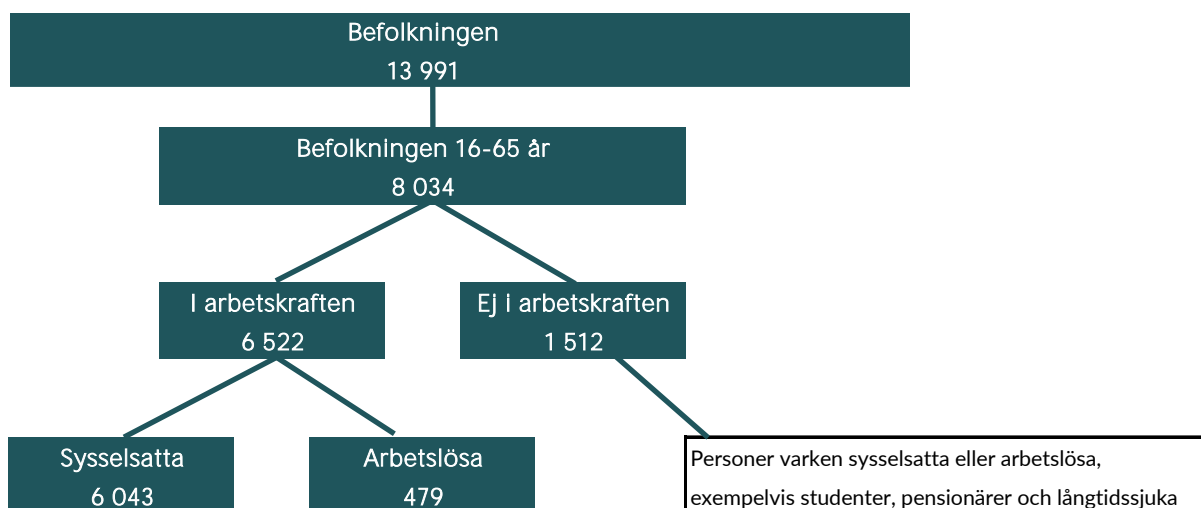 Befolkningen
13 991
Befolkningen 16-65 år
8 034
I arbetskraften
6 522
Ej i arbetskraften
1 512
Sysselsatta
6 043
Arbetslösa
479
Personer varken sysselsatta eller arbetslösa,
exempelvis studenter, pensionärer och långtidssjuka